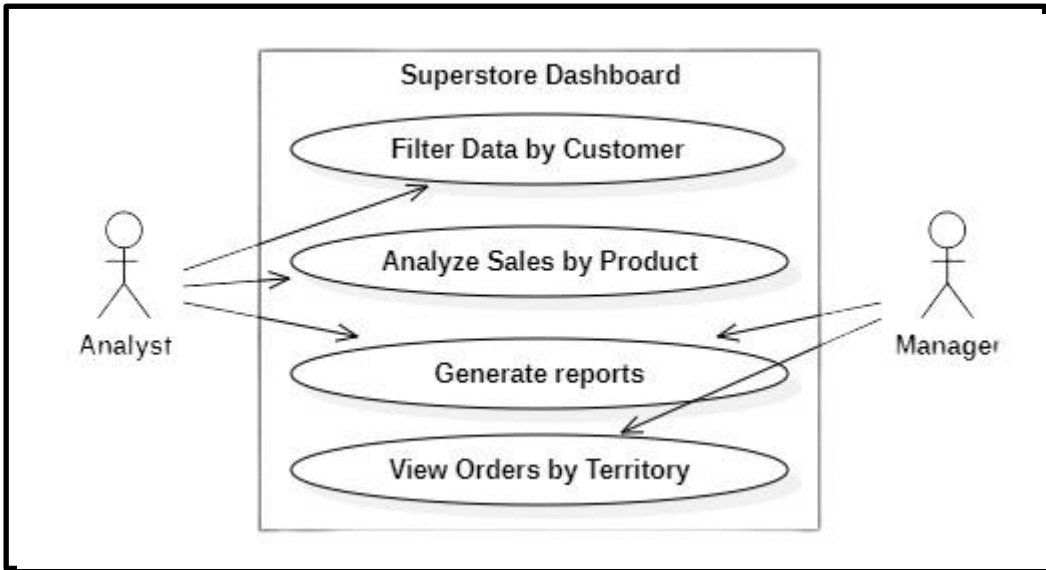 Superstore Dashboard
Filter Data by Customer
Analyze Sales by Product
Analyst
Manager
Generate reports
View Orders by Territory